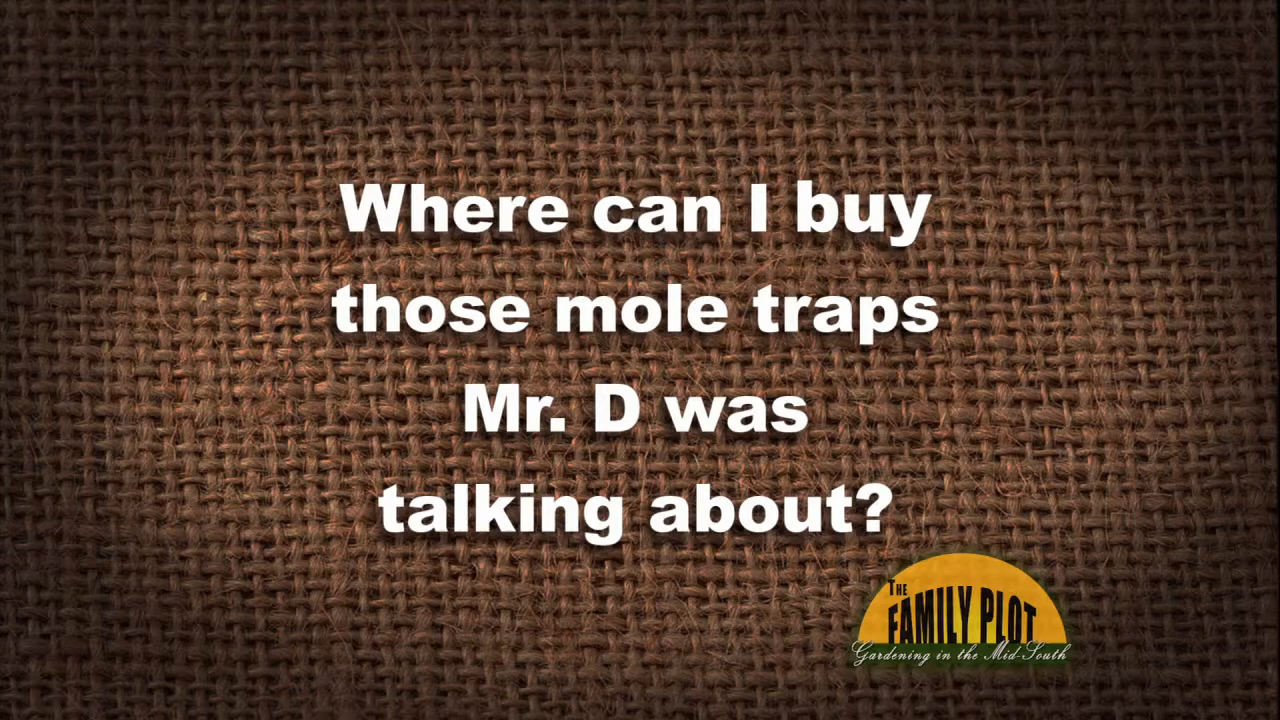 Where can I buy
those mole traps
Mr. D was
talking about?
THE
FAMILY PLOT
Gardening in the Mid-South